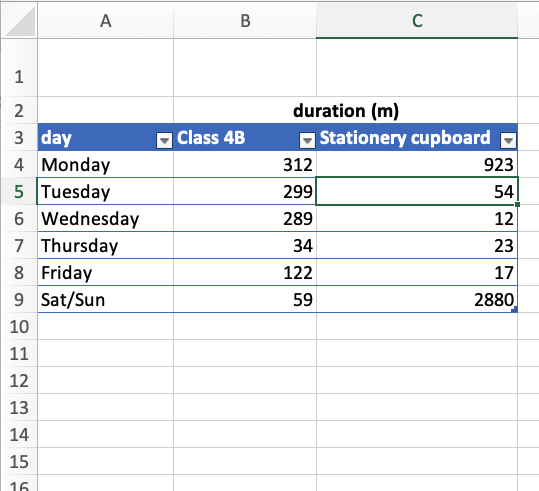 A B C
1
2 duration (m)
3 day Class 4B Stationery cupboard
4 Monday 312 923
5 Tuesday 299 54
6 Wednesday 289 12
7 Thursday 34 23
8 Friday 122 17
9 Sat/Sun 59 2880
10
11
12
13
14
15
16